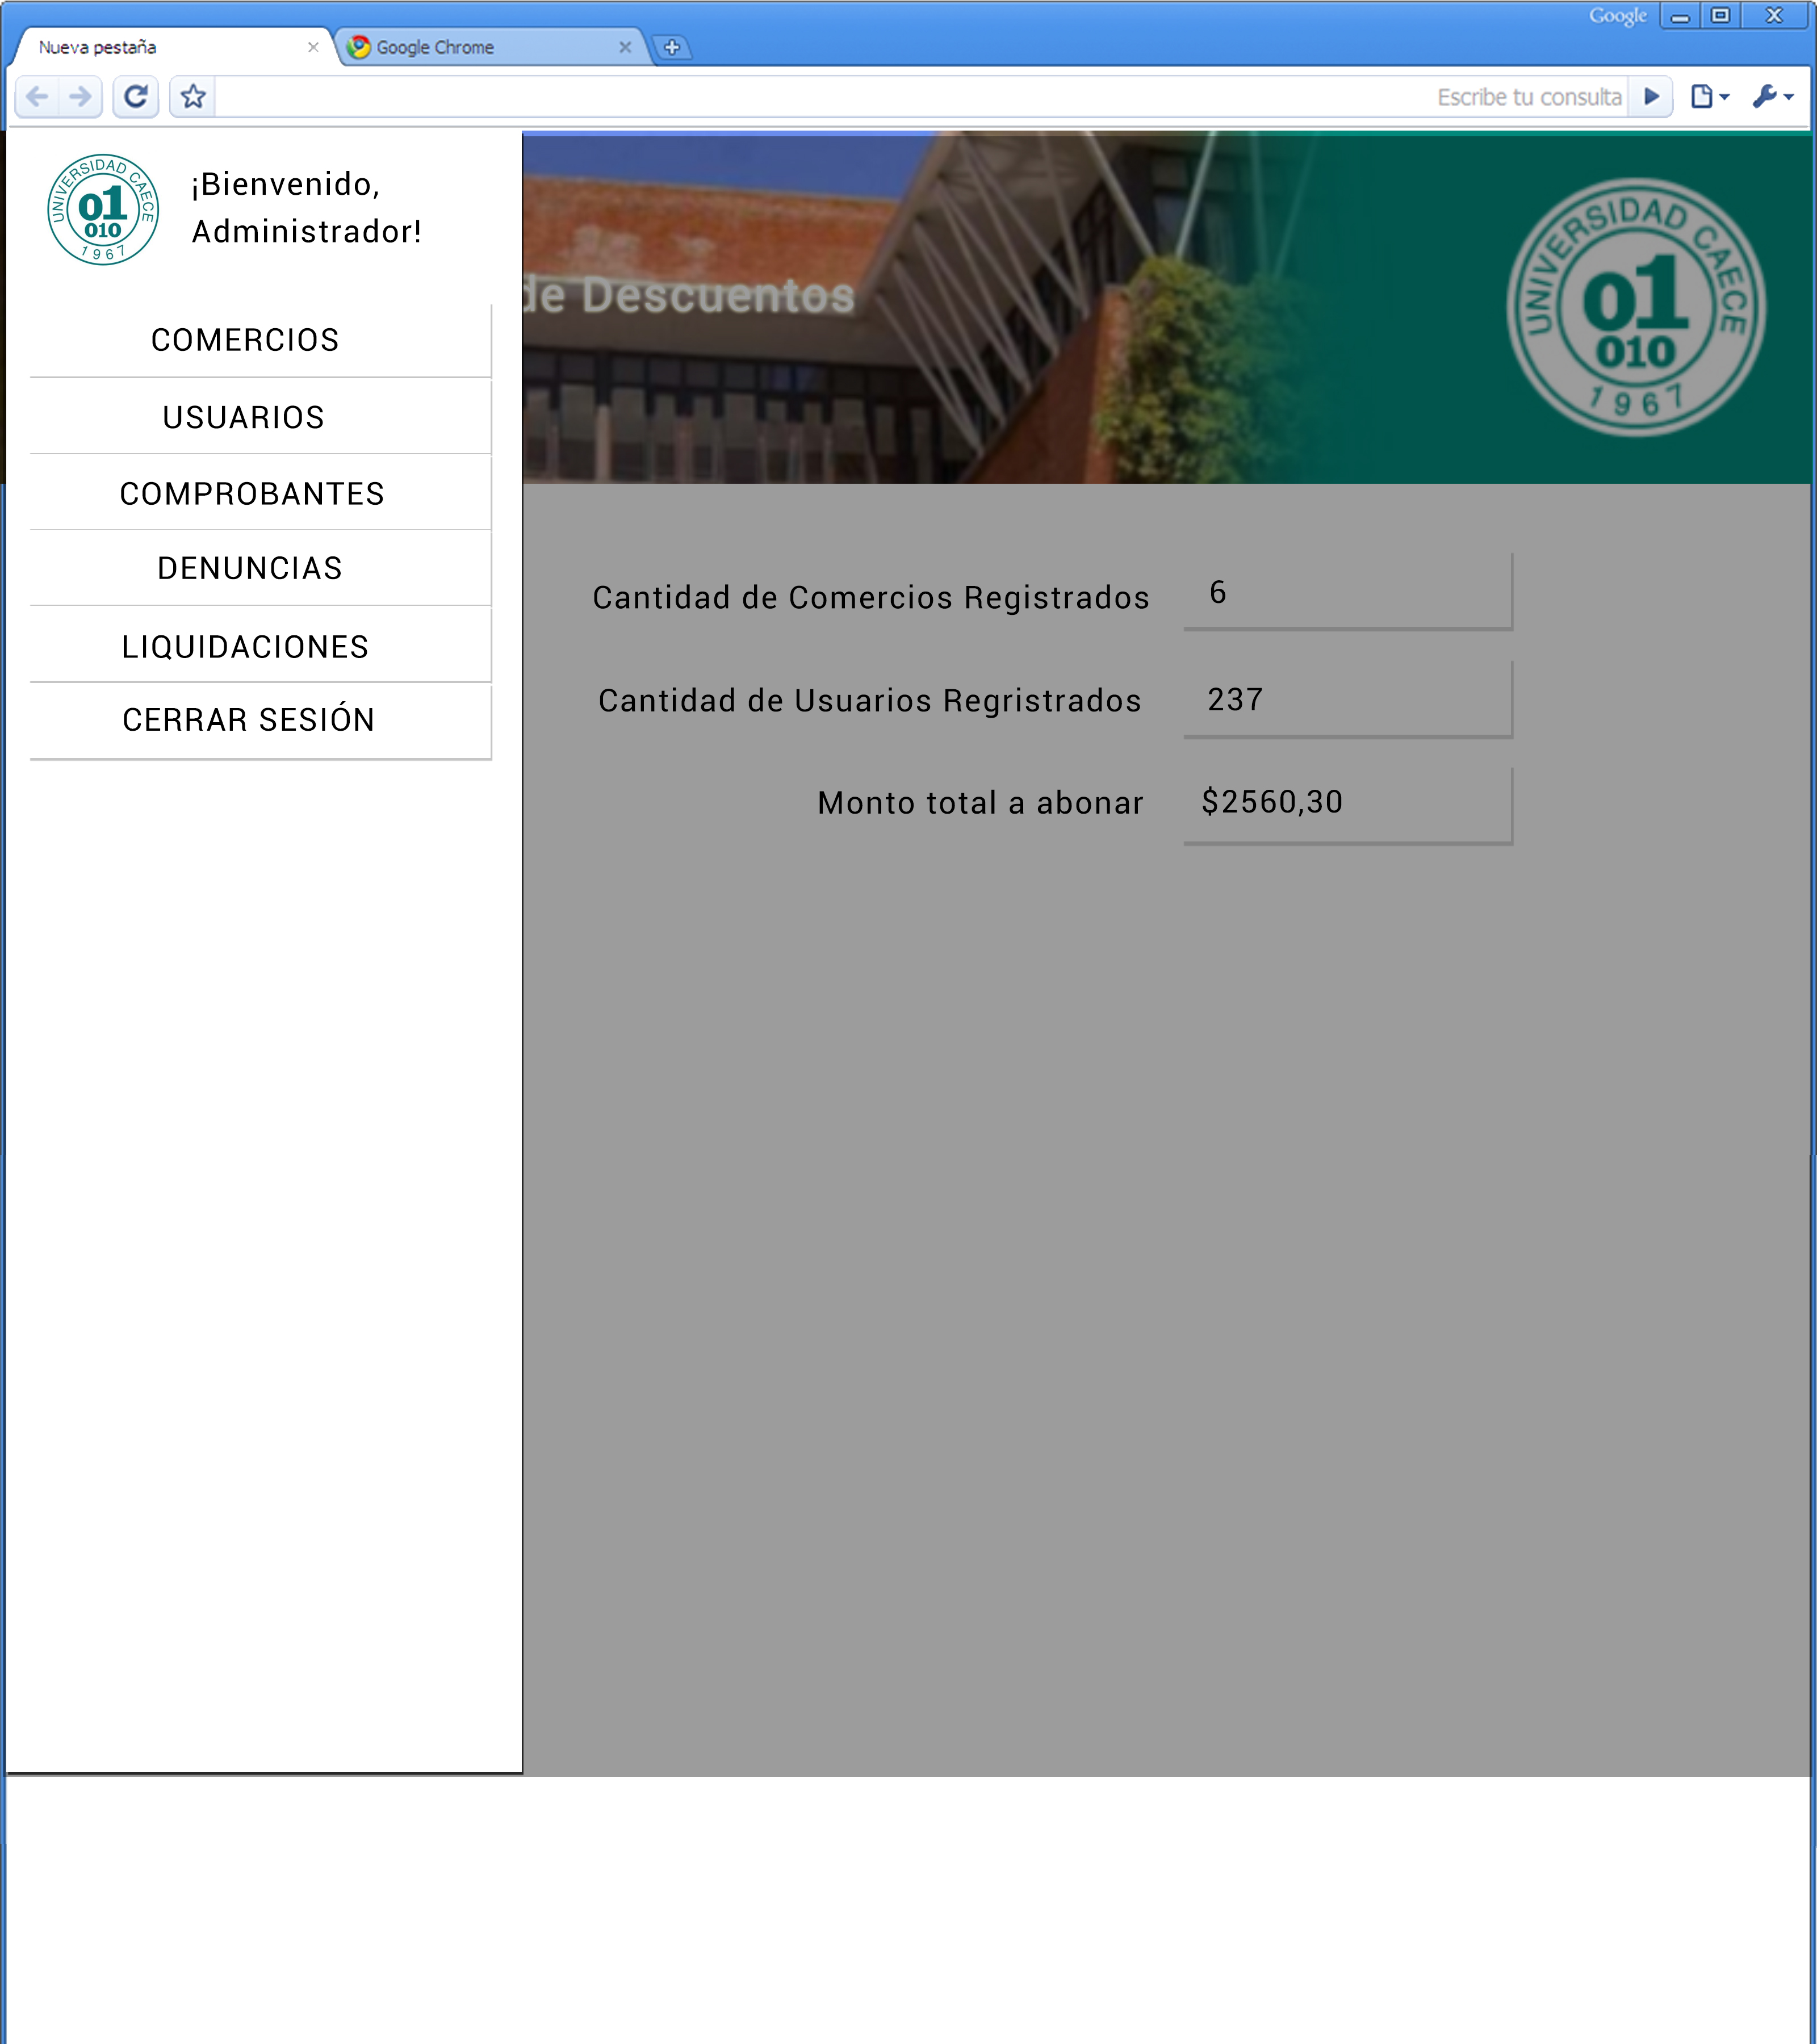 Google
Nueva pestaña
Google Chrome
Escribe tu consulta
UNIVERSIDAD CAECE
01
010
1967
¡Bienvenido,
Administrador!
de Descuentos
UNIVERSIDAD CAECE
01
010
1967
COMERCIOS
USUARIOS
COMPROBANTES
DENUNCIAS
LIQUIDACIONES
CERRAR SESIÓN
Cantidad de Comercios Registrados 6
Cantidad de Usuarios Regristrados 237
Monto total a abonar $2560,30